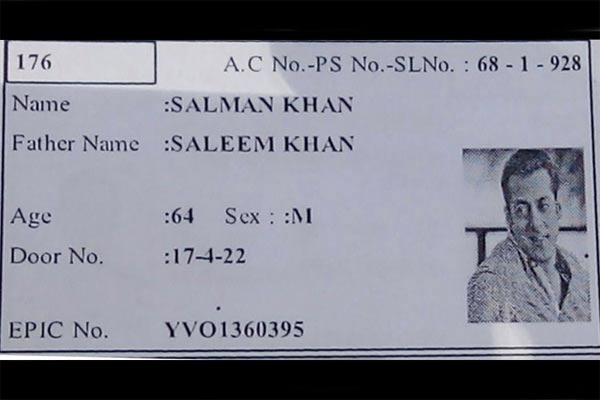 176 A.C No.-PS No.-SLNo. : 68 - 1 - 928
Name :SALMAN KHAN
Father Name :SALEEM KHAN
Age :64 Sex : :M
Door No. :17-4-22
EPIC No. YVO1360395